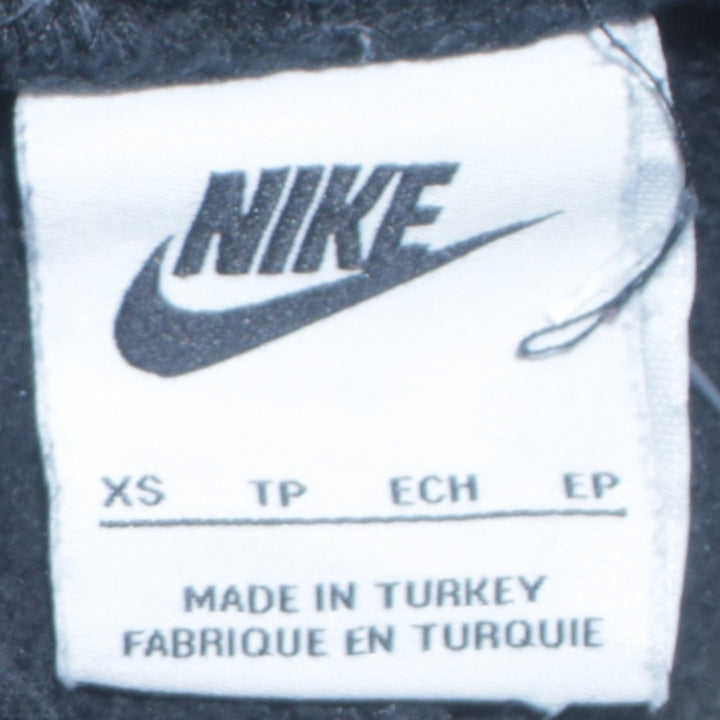 NIKE
XS TP ECH EP
MADE IN TURKEY
FABRIQUE EN TURQUIE